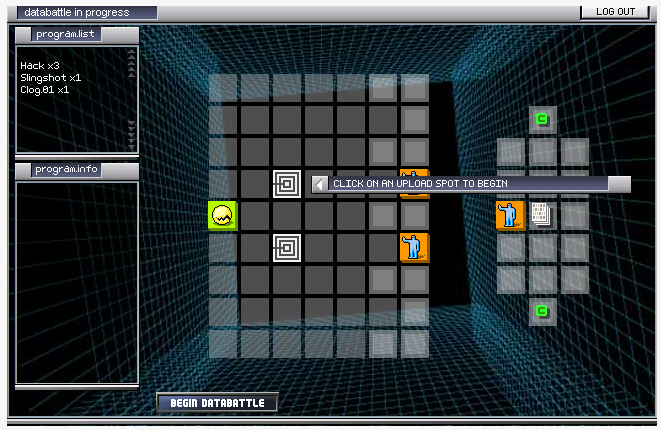 databattle in progress
LOG OUT
program.list
Hack x3
Slingshot x1
Clog.01 x1
program.info
CLICK ON AN UPLOAD SPOT TO BEGIN
BEGIN DATABATTLE